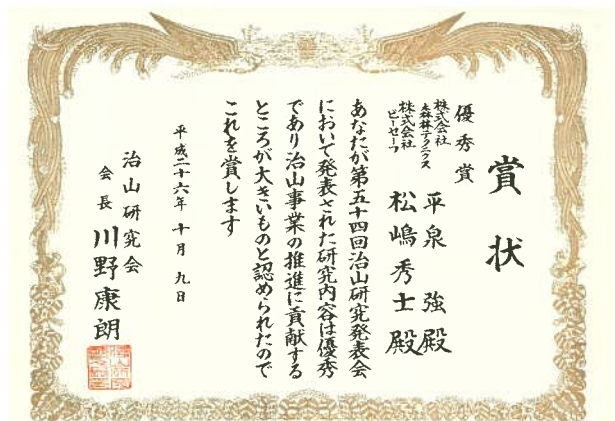 賞状
優秀賞
株式会社
森林テクニクス
平泉 強殿
株式会社
ビーセーフ
松嶋秀士殿
あなたが第五十四回治山研究発表会
において発表された研究内容は優秀
であり治山事業の推進に貢献する
ところが大きいものと認められたので
これを賞します
平成二十六年十月九日
治山研究会
会長 川野康朗